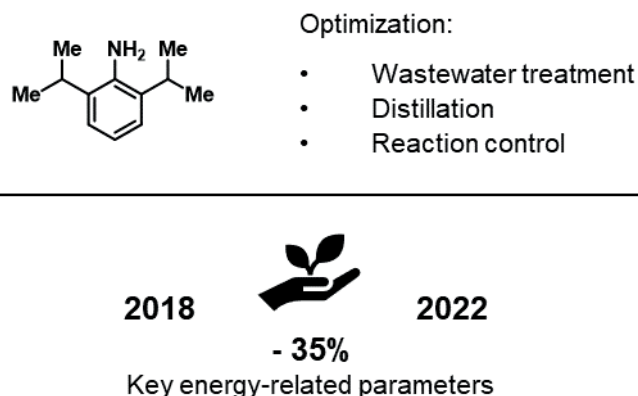 Optimization:
Me NH₂ Me
Me Me
• Wastewater treatment
• Distillation
• Reaction control
2018 2022
- 35%
Key energy-related parameters